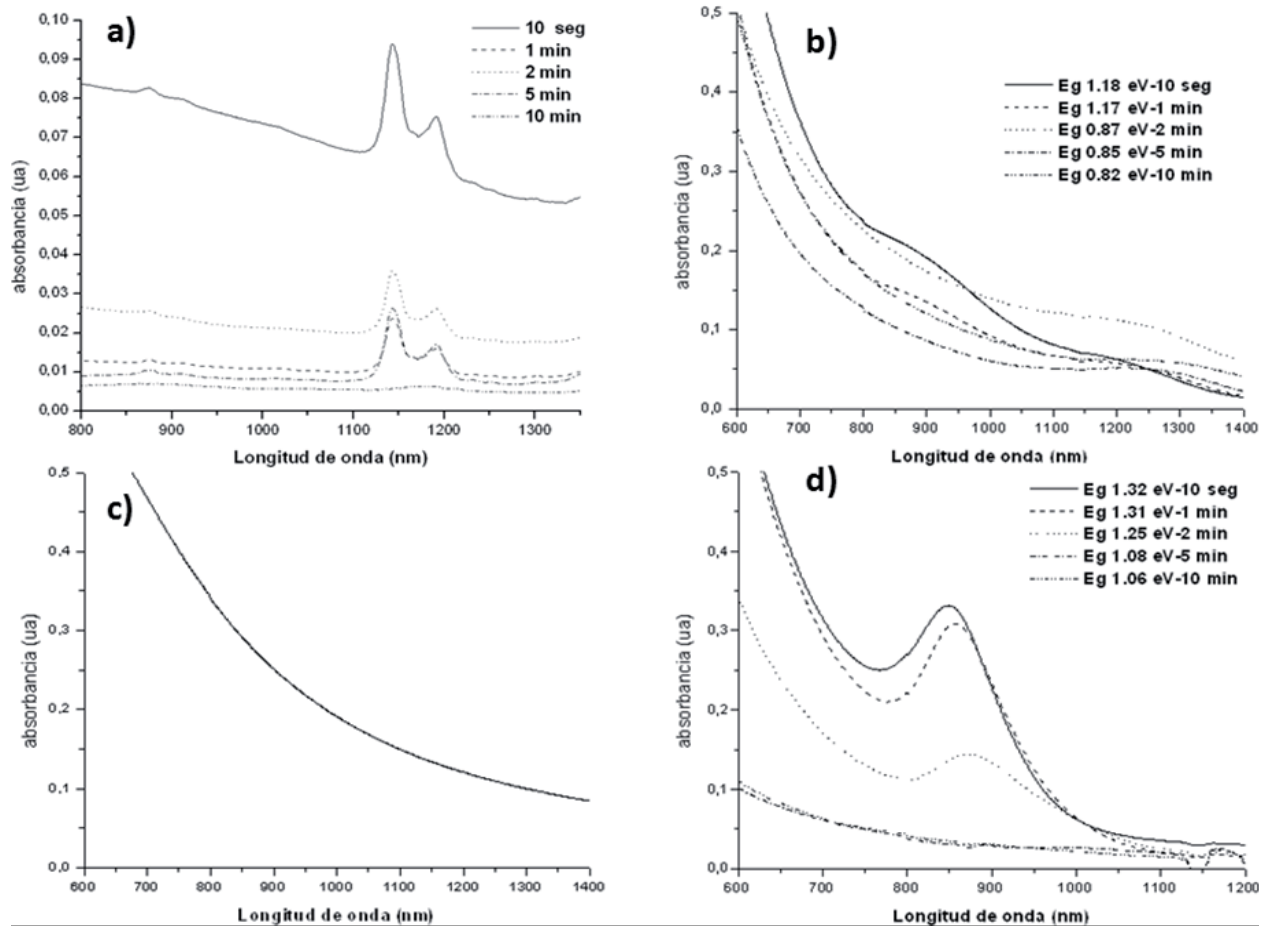 a)
10 seg
1 min
2 min
5 min
10 min
absorbancia (ua)
0,10
0,09
0,08
0,07
0,06
0,05
0,04
0,03
0,02
0,01
0,00
800 900 1000 1100 1200 1300
Longitud de onda (nm)
b)
Eg 1.18 eV-10 seg
Eg 1.17 eV-1 min
Eg 0.87 eV-2 min
Eg 0.85 eV-5 min
Eg 0.82 eV-10 min
absorbancia (ua)
0,5
0,4
0,3
0,2
0,1
0,0
600 700 800 900 1000 1100 1200 1300 1400
Longitud de onda (nm)
c)
absorbancia (ua)
0,5
0,4
0,3
0,2
0,1
0,0
600 700 800 900 1000 1100 1200 1300 1400
Longitud de onda (nm)
d)
Eg 1.32 eV-10 seg
Eg 1.31 eV-1 min
Eg 1.25 eV-2 min
Eg 1.08 eV-5 min
Eg 1.06 eV-10 min
absorbancia (ua)
0,5
0,4
0,3
0,2
0,1
0,0
600 700 800 900 1000 1100 1200
Longitud de onda (nm)